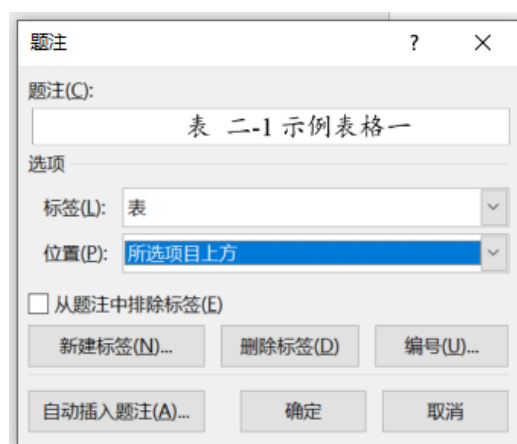 题注 ?
题注(C):
表 二-1 示例表格一
选项
标签(L): 表
位置(P): 所选项目上方
从题注中排除标签(E)
新建标签(N)... 删除标签(D) 编号(U)...
自动插入题注(A)... 确定 取消